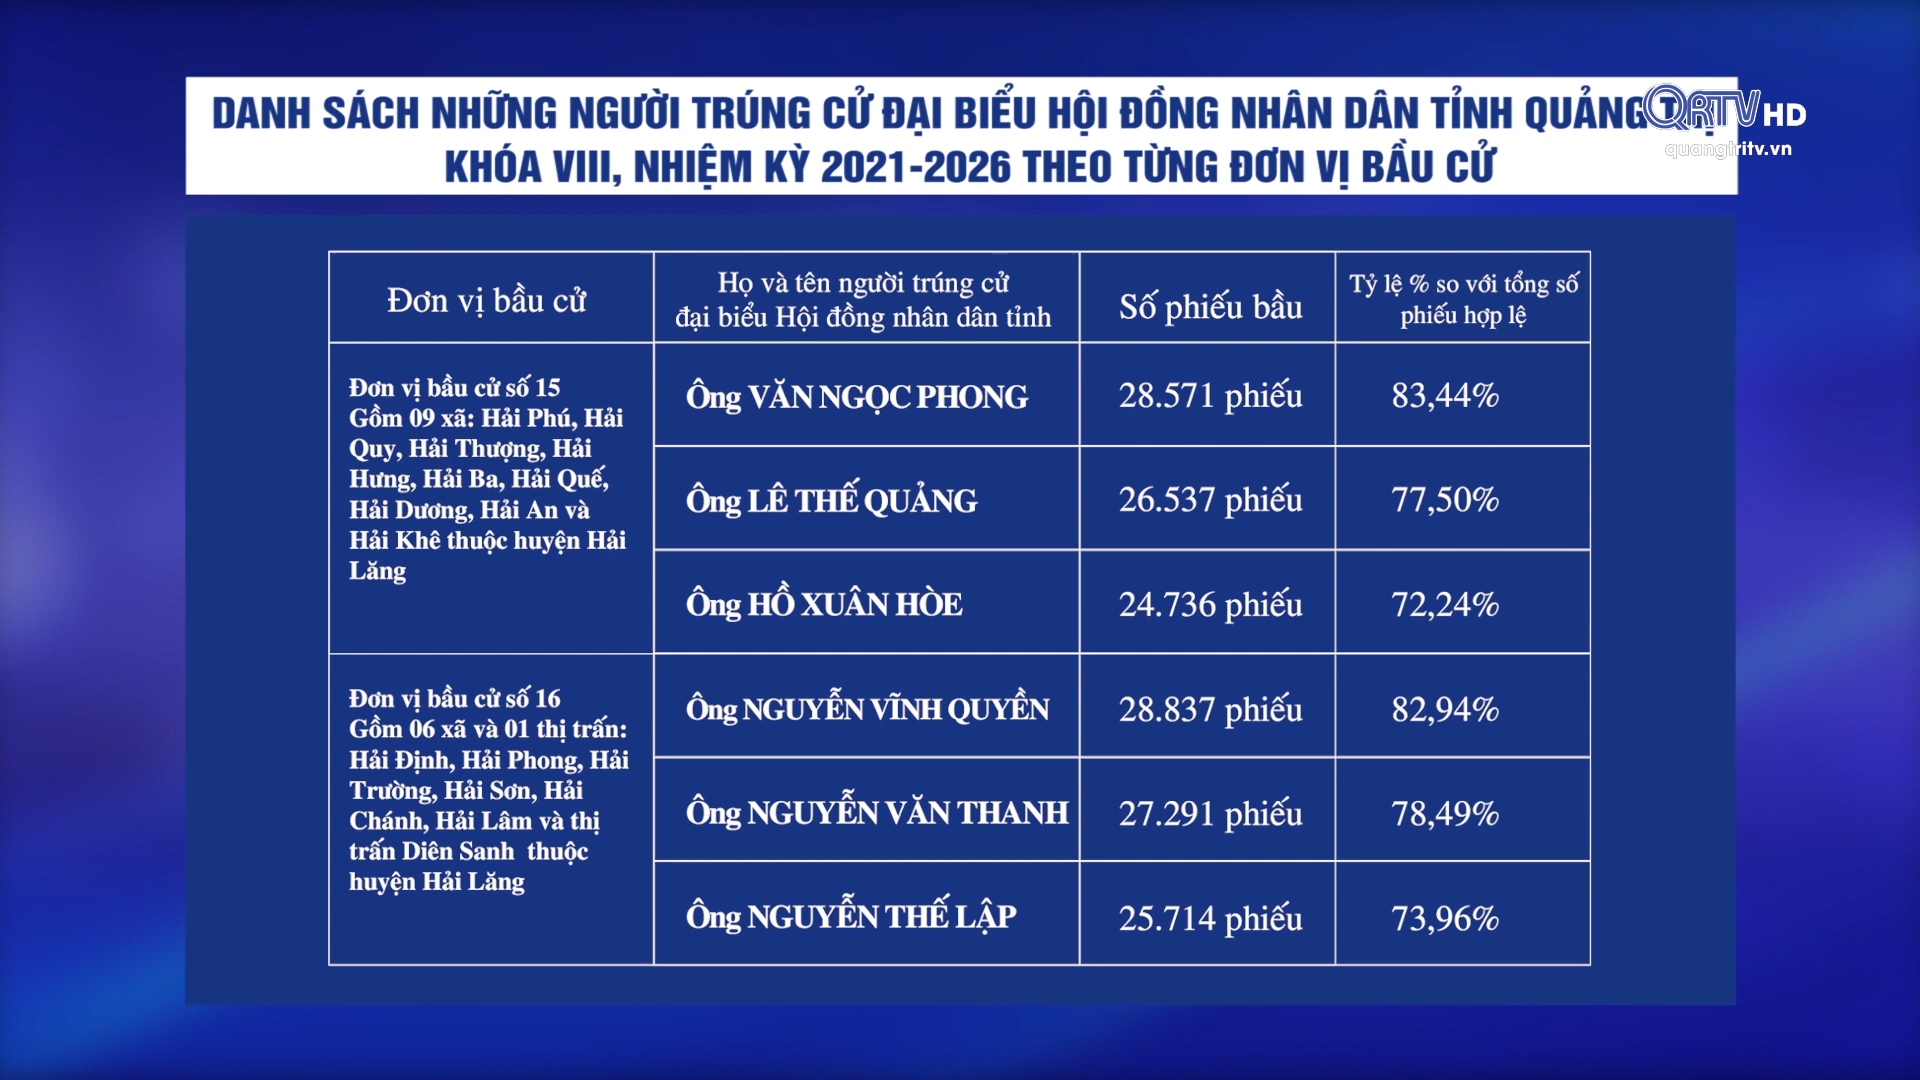 DANH SÁCH NHỮNG NGƯỜI TRÚNG CỬ ĐẠI BIỂU HỘI ĐỒNG NHÂN DÂN TỈNH QUẢNG
KHÓA VIII, NHIỆM KỲ 2021-2026 THEO TỪNG ĐƠN VỊ BẦU CỬ
QRTV HD
quangtritv.vn
Đơn vị bầu cử
Họ và tên người trúng cử
đại biểu Hội đồng nhân dân tỉnh
Số phiếu bầu
Tỷ lệ % so với tổng số
phiếu hợp lệ
Đơn vị bầu cử số 15
Gồm 09 xã: Hải Phú, Hải
Quy, Hải Thượng, Hải
Hưng, Hải Ba, Hải Quế,
Hải Dương, Hải An và
Hải Khê thuộc huyện Hải
Lăng
Ông VĂN NGỌC PHONG
28.571 phiếu
83,44%
Ông LÊ THẾ QUẢNG
26.537 phiếu
77,50%
Ông HỒ XUÂN HÒE
24.736 phiếu
72,24%
Đơn vị bầu cử số 16
Gồm 06 xã và 01 thị trấn:
Hải Định, Hải Phong, Hải
Trường, Hải Sơn, Hải
Chánh, Hải Lâm và thị
trấn Diên Sanh thuộc
huyện Hải Lăng
Ông NGUYỄN VĨNH QUYỀN
28.837 phiếu
82,94%
Ông NGUYỄN VĂN THANH
27.291 phiếu
78,49%
Ông NGUYỄN THẾ LẬP
25.714 phiếu
73,96%